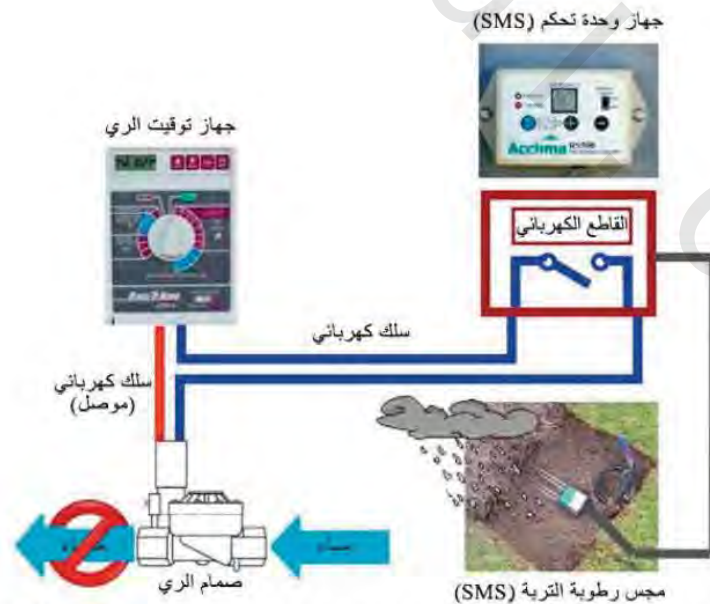 جهاز وحدة تحكم (SMS)
جهاز توقيت الري
Acclima
القاطع الكهربائي
سلك كهربائي
سلك كهربائي
(موصل)
ميـاه
صمام الري
مجس رطوبة التربة (SMS)